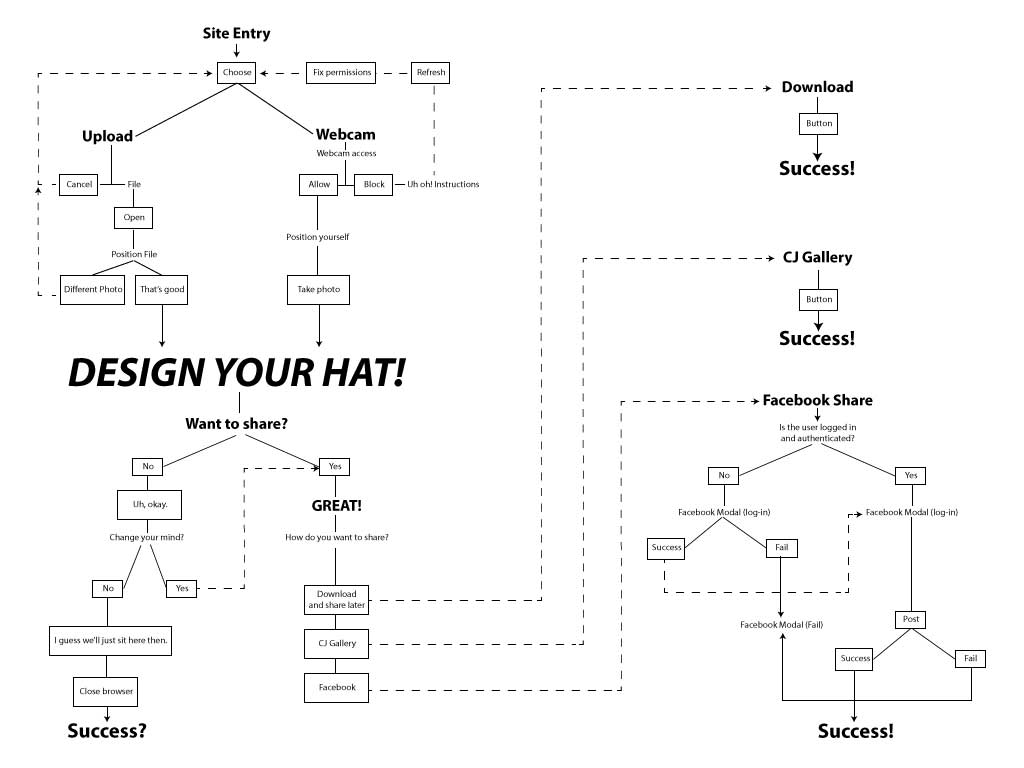 Site Entry
Choose
Fix permissions
Refresh
Upload
Webcam
Webcam access
Cancel
File
Allow
Block
Uh oh! Instructions
Open
Position yourself
Position File
Different Photo
That's good
Take photo
DESIGN YOUR HAT!
Want to share?
No
Yes
Uh, okay.
GREAT!
Change your mind?
How do you want to share?
No
Yes
Download
and share later
I guess we'll just sit here then.
CJ Gallery
Close browser
Facebook
Success?
Download
Button
Success!
CJ Gallery
Button
Success!
Facebook Share
Is the user logged in
and authenticated?
No
Yes
Facebook Modal (log-in)
Facebook Modal (log-in)
Success
Fail
Facebook Modal (Fail)
Post
Success
Fail
Success!